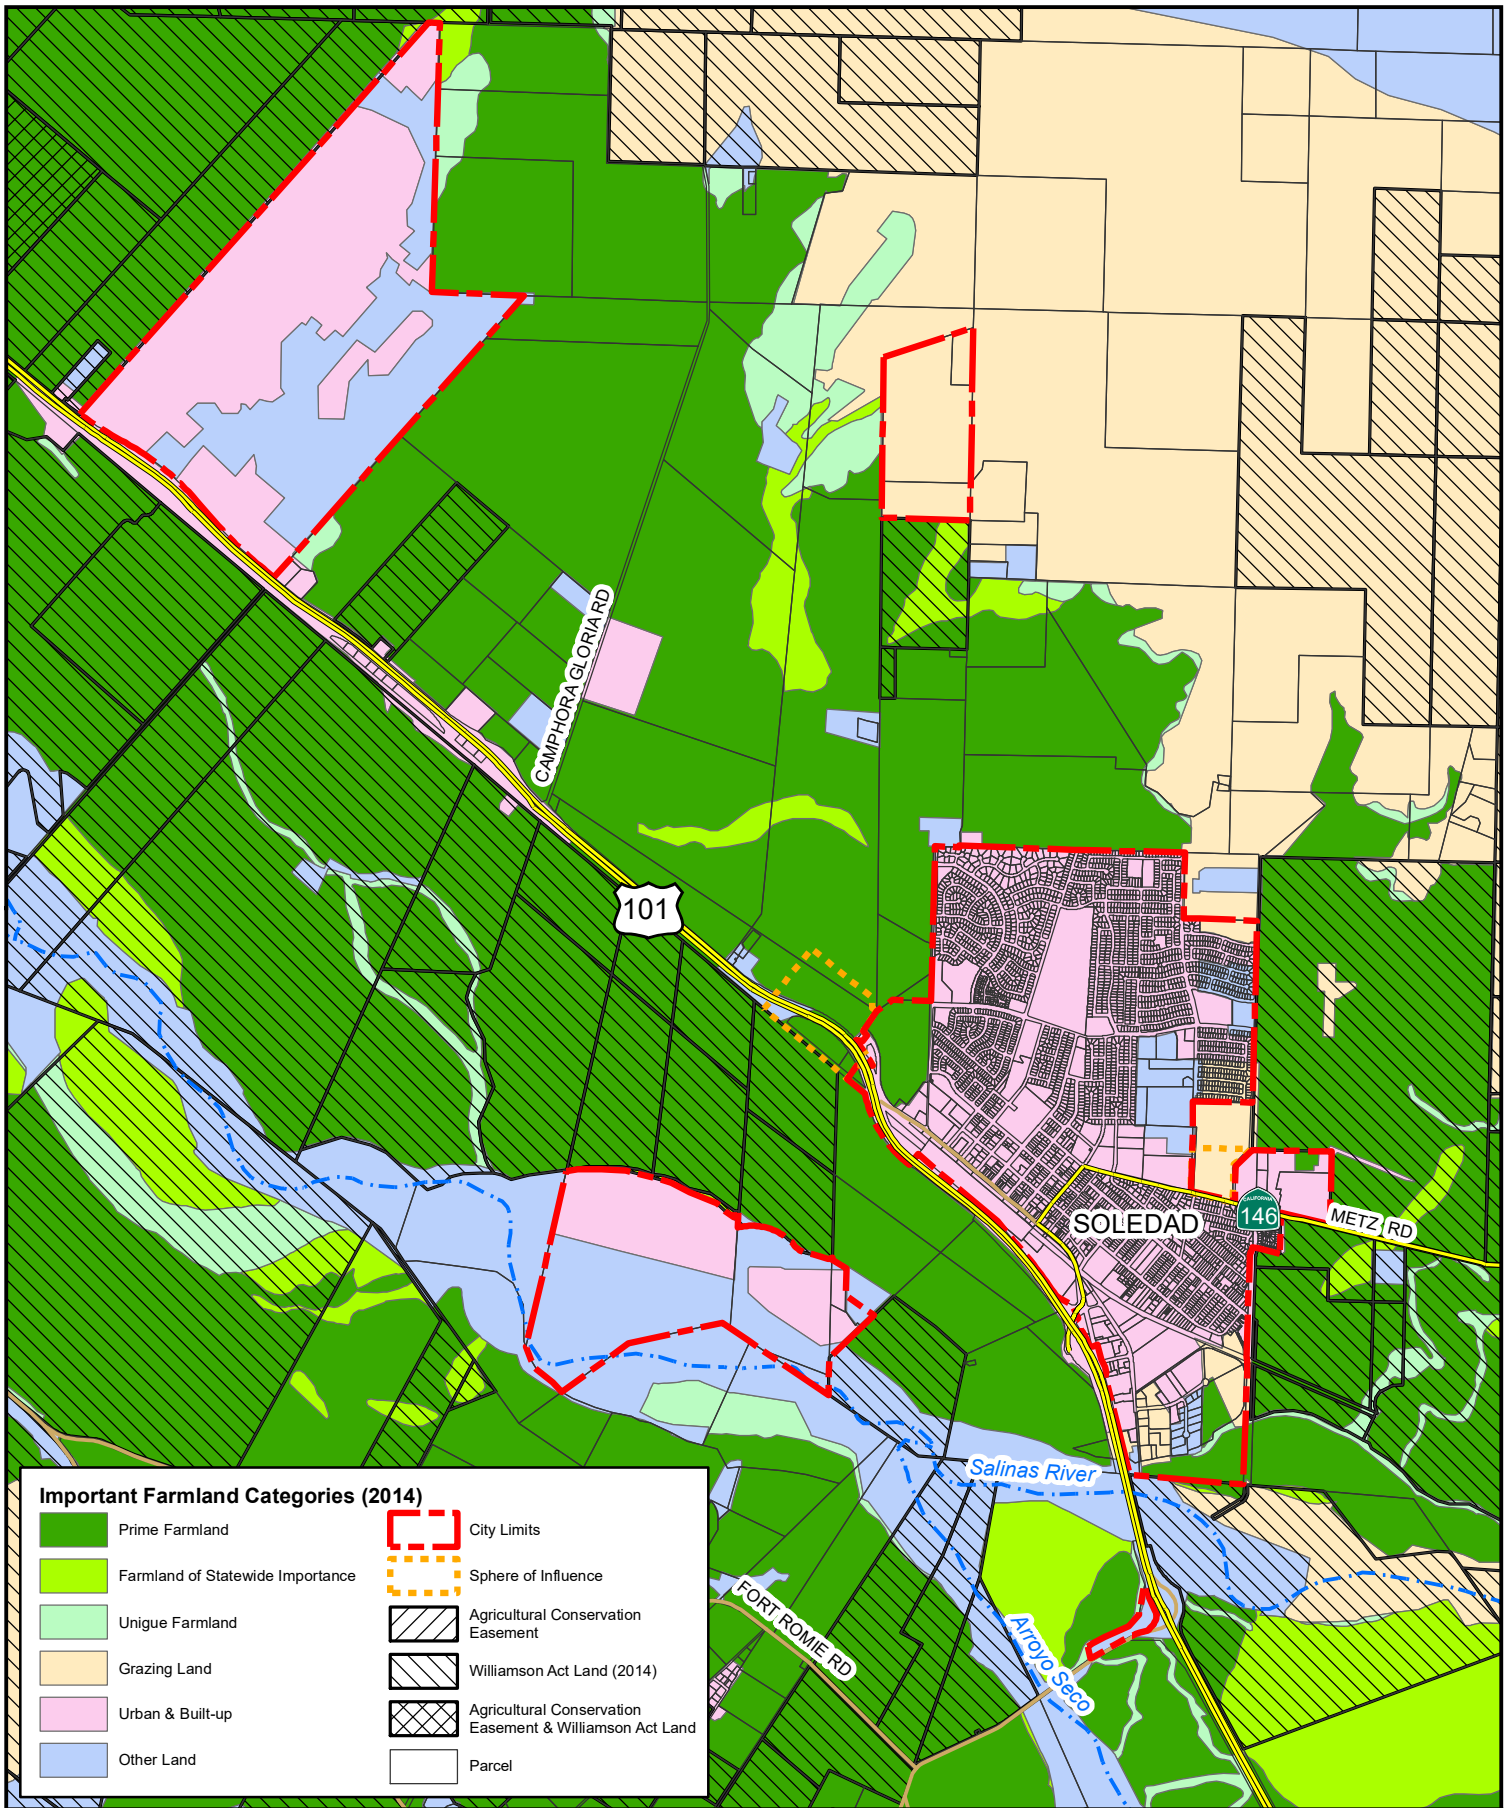 CAMPHORA GLORIA RD
101
SOLEDAD
CALIFORNIA
146
METZ RD
Salinas River
Arroyo Seco
FORT ROMIE RD
Important Farmland Categories (2014)
Prime Farmland
Farmland of Statewide Importance
Unigue Farmland
Grazing Land
Urban & Built-up
Other Land
City Limits
Sphere of Influence
Agricultural Conservation
Easement
Williamson Act Land (2014)
Agricultural Conservation
Easement & Williamson Act Land
Parcel